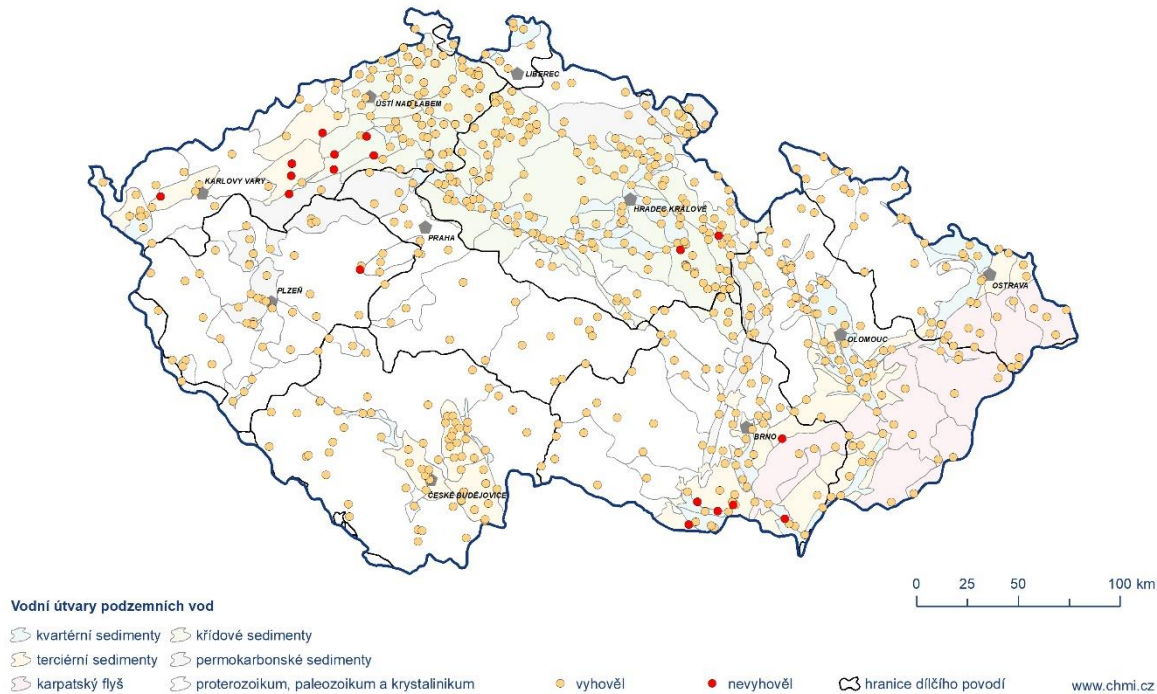 LIBEREC
ÚSTÍ NAD LABEM
KARLOVY VARY
HRADEC KRÁLOVÉ
PRAHA
PLZEŇ
OSTRAVA
OLOMOUC
BRNO
ČESKÉ BUDĚJOVICE
0 25 50 100 km
Vodní útvary podzemních vod
kvartérní sedimenty křídové sedimenty
terciérní sedimenty permokarbonské sedimenty
karpatský flyš proterozoikum, paleozoikum a krystalinikum vyhověl nevyhověl hranice dílčího povodí www.chmi.cz